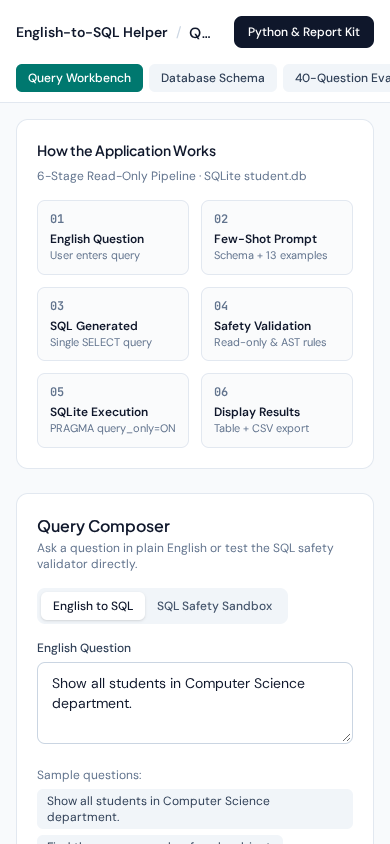 English-to-SQL Helper / Q...
Python & Report Kit
Query Workbench
Database Schema
40-Question Eva
How the Application Works
6-Stage Read-Only Pipeline · SQLite student.db
01
English Question
User enters query
02
Few-Shot Prompt
Schema + 13 examples
03
SQL Generated
Single SELECT query
04
Safety Validation
Read-only & AST rules
05
SQLite Execution
PRAGMA query_only=ON
06
Display Results
Table + CSV export
Query Composer
Ask a question in plain English or test the SQL safety
validator directly.
English to SQL
SQL Safety Sandbox
English Question
Show all students in Computer Science
department.
Sample questions:
Show all students in Computer Science
department.